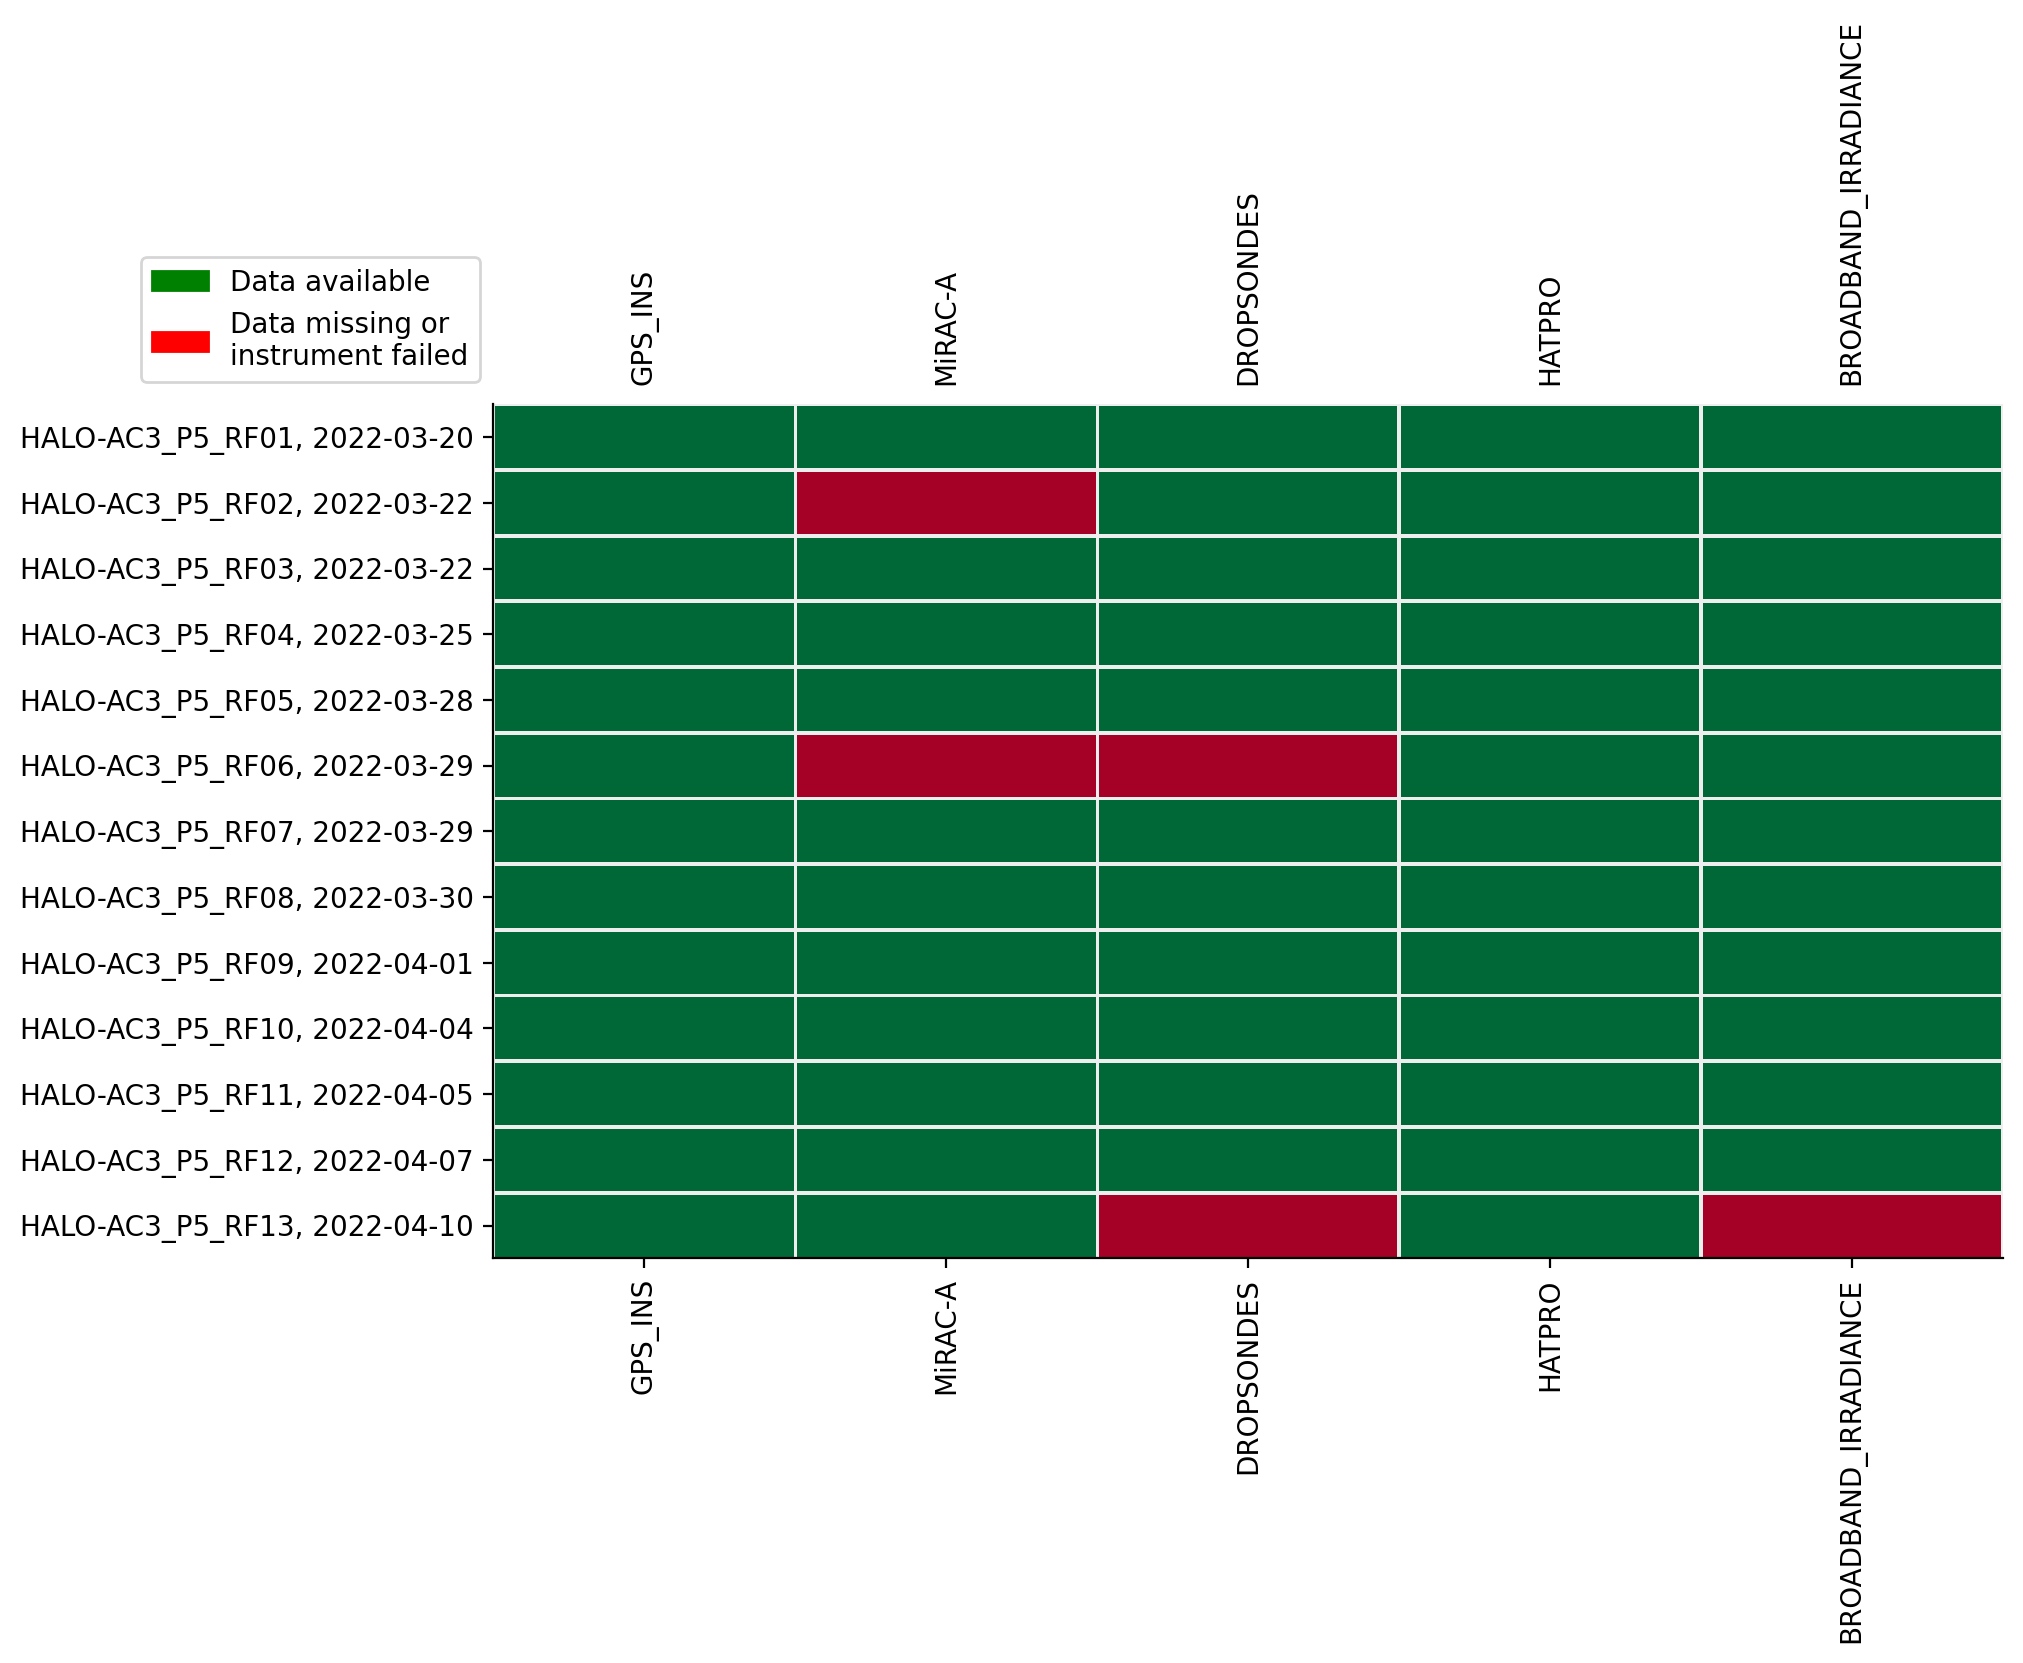 GPS_INS
MiRAC-A
DROPSONDES
HATPRO
BROADBAND_IRRADIANCE
Data available
Data missing or
instrument failed
HALO-AC3_P5_RF01, 2022-03-20
HALO-AC3_P5_RF02, 2022-03-22
HALO-AC3_P5_RF03, 2022-03-22
HALO-AC3_P5_RF04, 2022-03-25
HALO-AC3_P5_RF05, 2022-03-28
HALO-AC3_P5_RF06, 2022-03-29
HALO-AC3_P5_RF07, 2022-03-29
HALO-AC3_P5_RF08, 2022-03-30
HALO-AC3_P5_RF09, 2022-04-01
HALO-AC3_P5_RF10, 2022-04-04
HALO-AC3_P5_RF11, 2022-04-05
HALO-AC3_P5_RF12, 2022-04-07
HALO-AC3_P5_RF13, 2022-04-10
GPS_INS
MiRAC-A
DROPSONDES
HATPRO
BROADBAND_IRRADIANCE